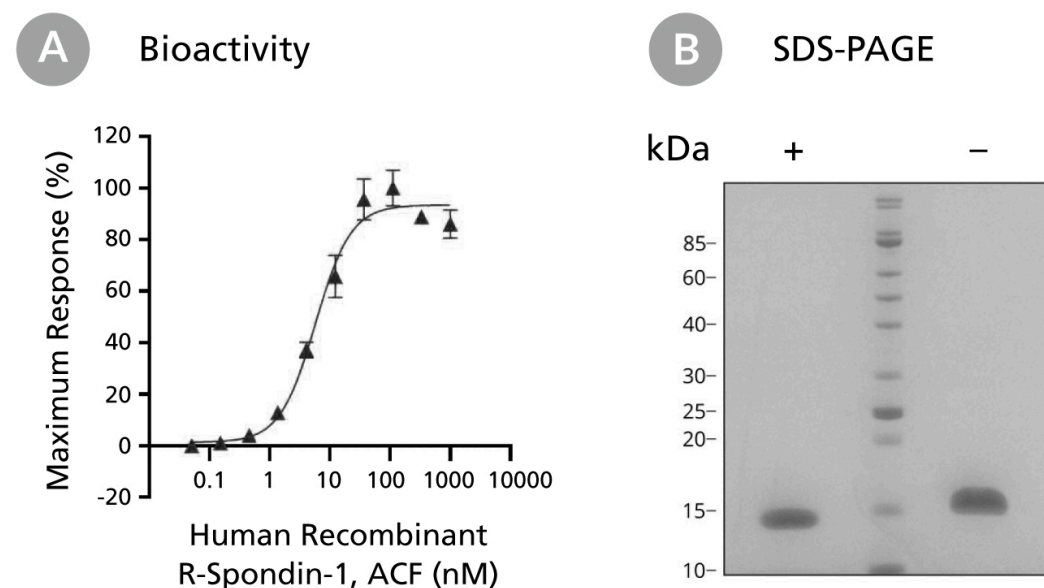 A Bioactivity
Maximum Response (%)
120
100
80
60
40
20
0
-20
0.1 1 10 100 1000 10000
Human Recombinant
R-Spondin-1, ACF (nM)
B SDS-PAGE
kDa + –
85
60
50
40
30
25
20
15
10